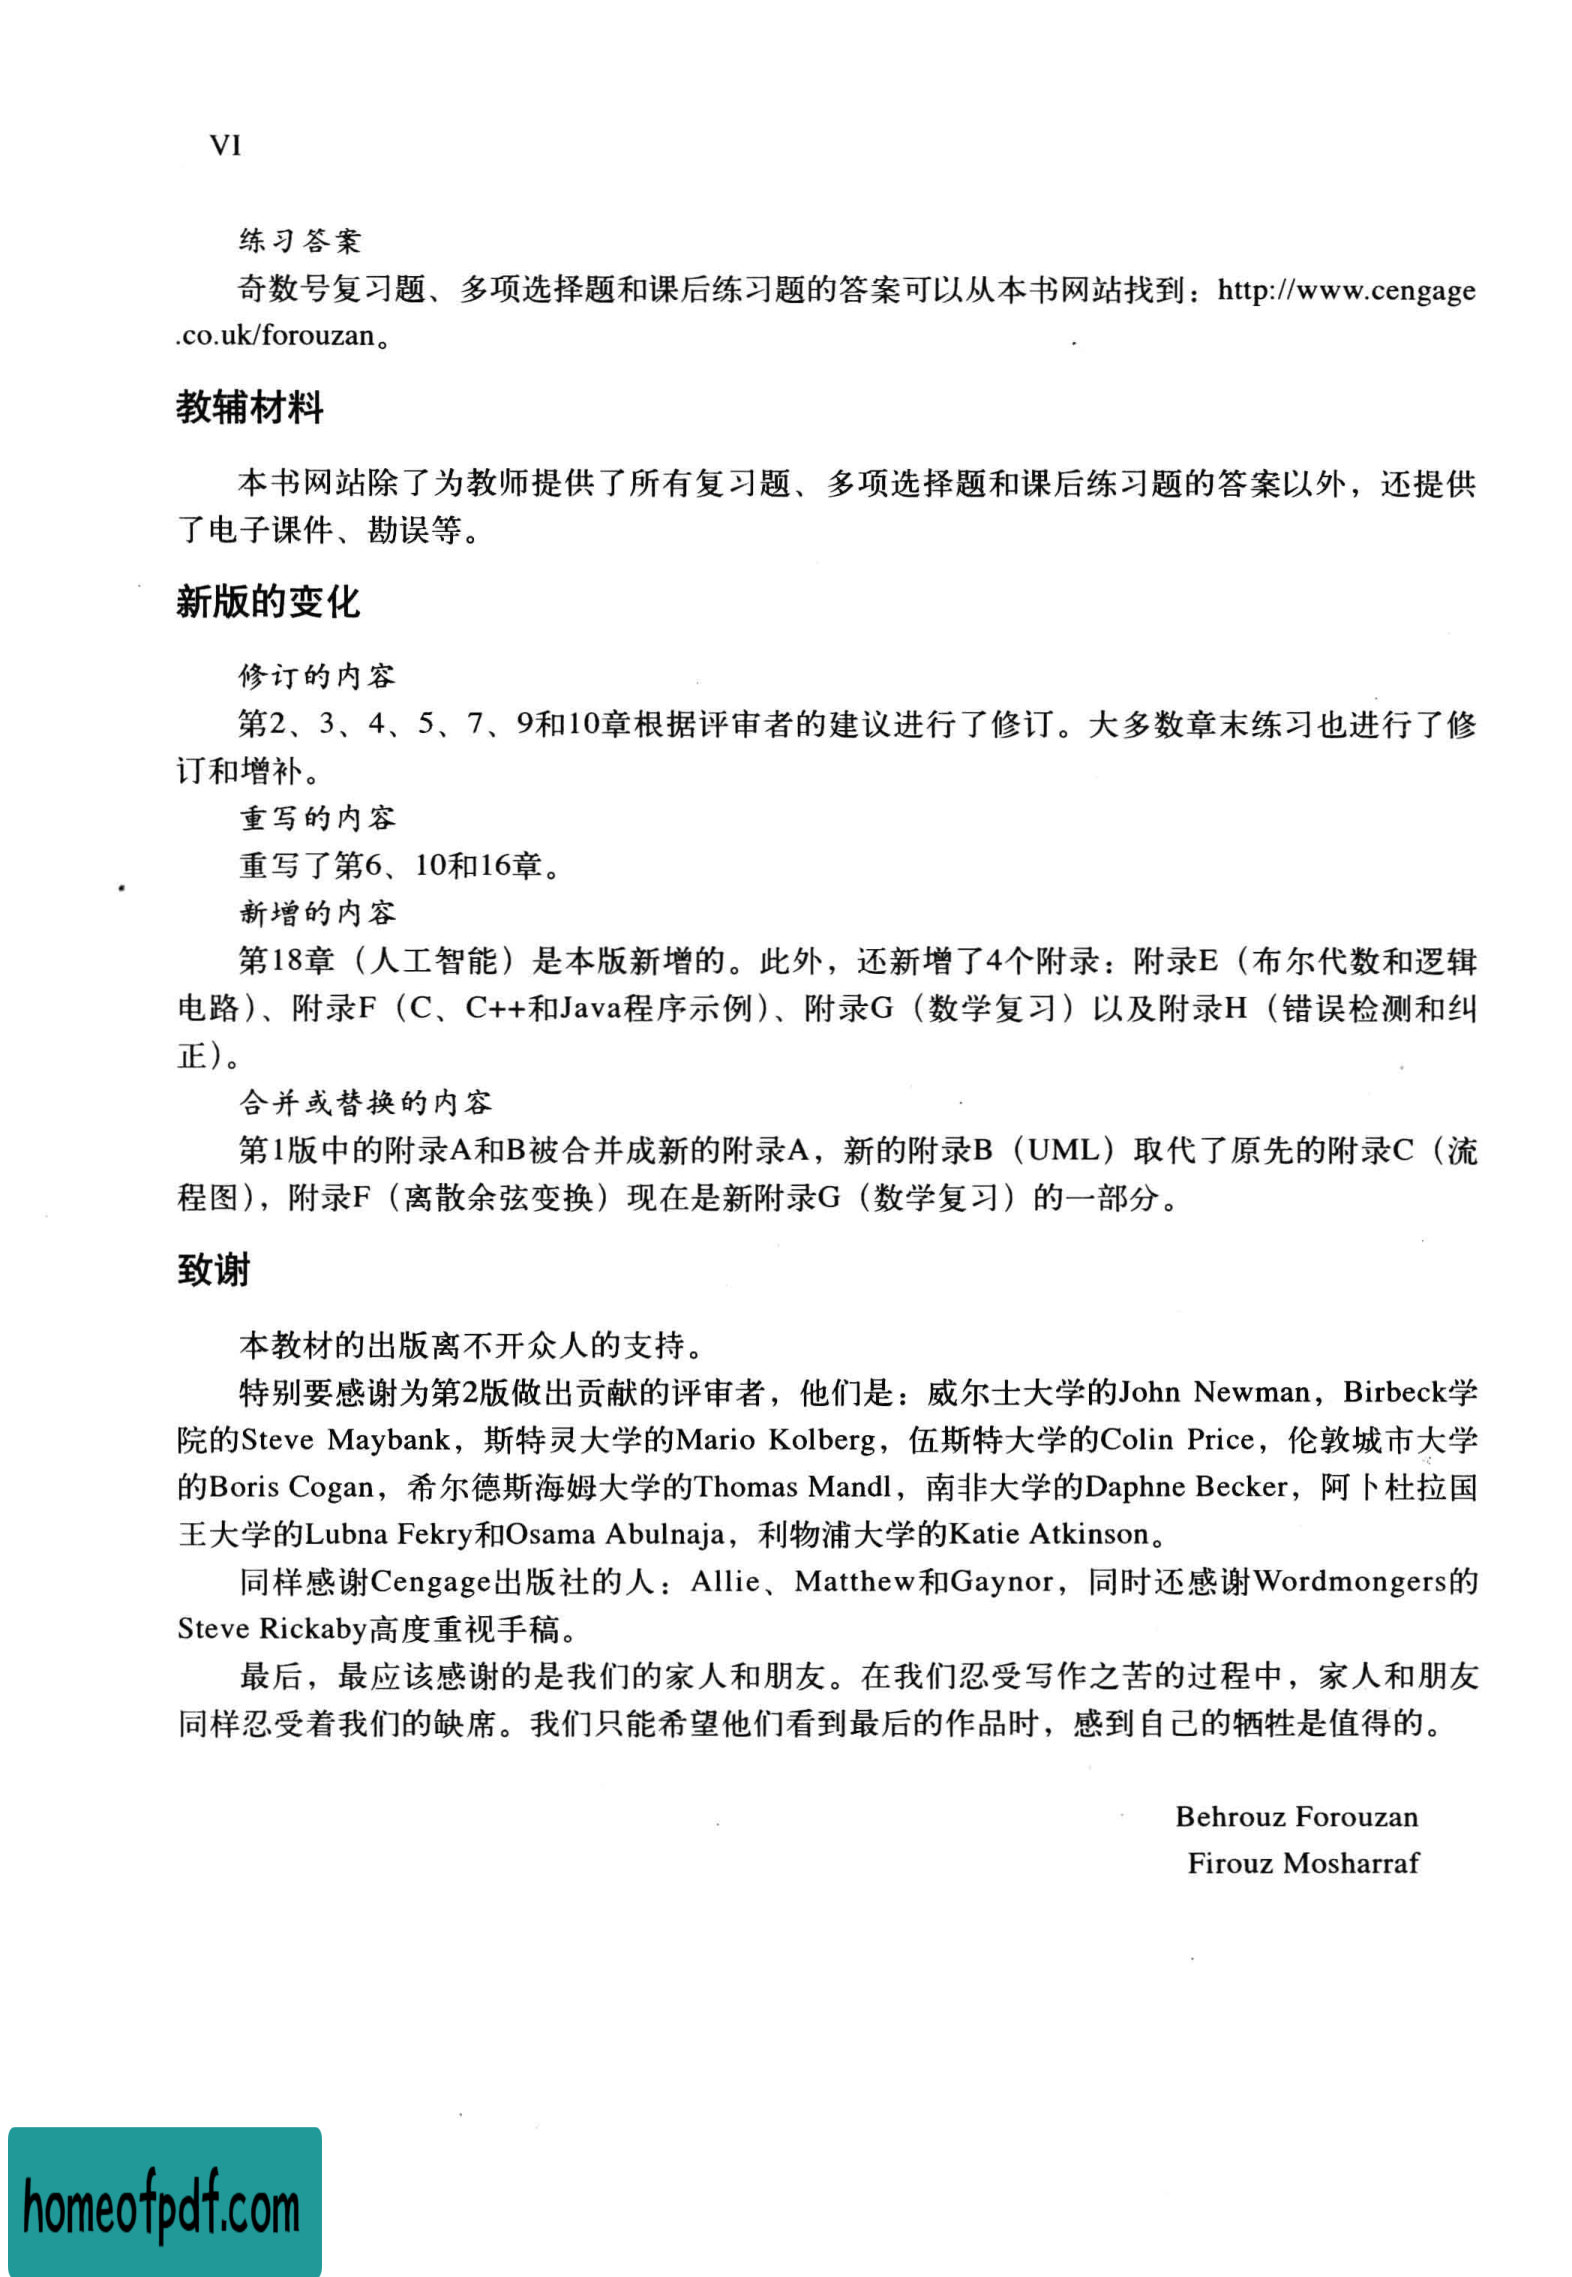 VI
练习答案
奇数号复习题、多项选择题和课后练习题的答案可以从本书网站找到：http://www.cengage
.co.uk/forouzan。
教辅材料
本书网站除了为教师提供了所有复习题、多项选择题和课后练习题的答案以外，还提供
了电子课件、勘误等。
新版的变化
修订的内容
第2、3、4、5、7、9和10章根据评审者的建议进行了修订。大多数章末练习也进行了修
订和增补。
重写的内容
重写了第6、10和16章。
新增的内容
第18章（人工智能）是本版新增的。此外，还新增了4个附录：附录E（布尔代数和逻辑
电路）、附录F（C、C++和Java程序示例）、附录G（数学复习）以及附录H（错误检测和纠
正）。
合并或替换的内容
第1版中的附录A和B被合并成新的附录A，新的附录B（UML）取代了原先的附录C（流
程图），附录F（离散余弦变换）现在是新附录G（数学复习）的一部分。
致谢
本教材的出版离不开众人的支持。
特别要感谢为第2版做出贡献的评审者，他们是：威尔士大学的John Newman，Birbeck学
院的Steve Maybank，斯特灵大学的Mario Kolberg，伍斯特大学的Colin Price，伦敦城市大学
的Boris Cogan，希尔德斯海姆大学的Thomas Mandl，南非大学的Daphne Becker，阿卜杜拉国
王大学的Lubna Fekry和Osama Abulnaja，利物浦大学的Katie Atkinson。
同样感谢Cengage出版社的人：Allie、Matthew和Gaynor，同时还感谢Wordmongers的
Steve Rickaby高度重视手稿。
最后，最应该感谢的是我们的家人和朋友。在我们忍受写作之苦的过程中，家人和朋友
同样忍受着我们的缺席。我们只能希望他们看到最后的作品时，感到自己的牺牲是值得的。
Behrouz Forouzan
Firouz Mosharraf
homeofpdf.com